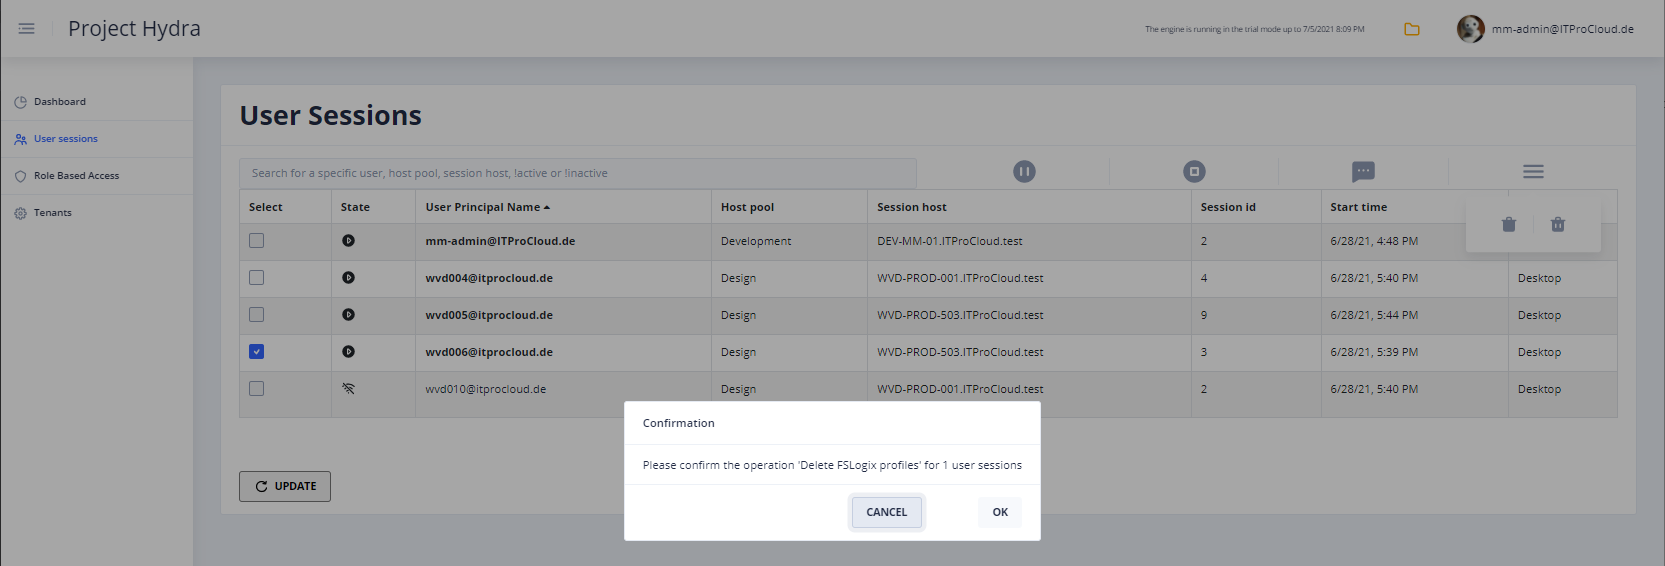 Project Hydra
The engine is running in the trial mode up to 7/5/2021 8:09 PM
mm-admin@ITProCloud.de
Dashboard
User sessions
Role Based Access
Tenants
User Sessions
Search for a specific user, host pool, session host, !active or !inactive
Select State User Principal Name Host pool Session host Session id Start time
mm-admin@ITProCloud.de Development DEV-MM-01.ITProCloud.test 2 6/28/21, 4:48 PM
wvd004@itprocloud.de Design WVD-PROD-001.ITProCloud.test 4 6/28/21, 5:40 PM Desktop
wvd005@itprocloud.de Design WVD-PROD-503.ITProCloud.test 9 6/28/21, 5:44 PM Desktop
wvd006@itprocloud.de Design WVD-PROD-503.ITProCloud.test 3 6/28/21, 5:39 PM Desktop
wvd010@itprocloud.de Design WVD-PROD-001.ITProCloud.test 2 6/28/21, 5:40 PM Desktop
Confirmation
Please confirm the operation 'Delete FSLogix profiles' for 1 user sessions
CANCEL OK
UPDATE